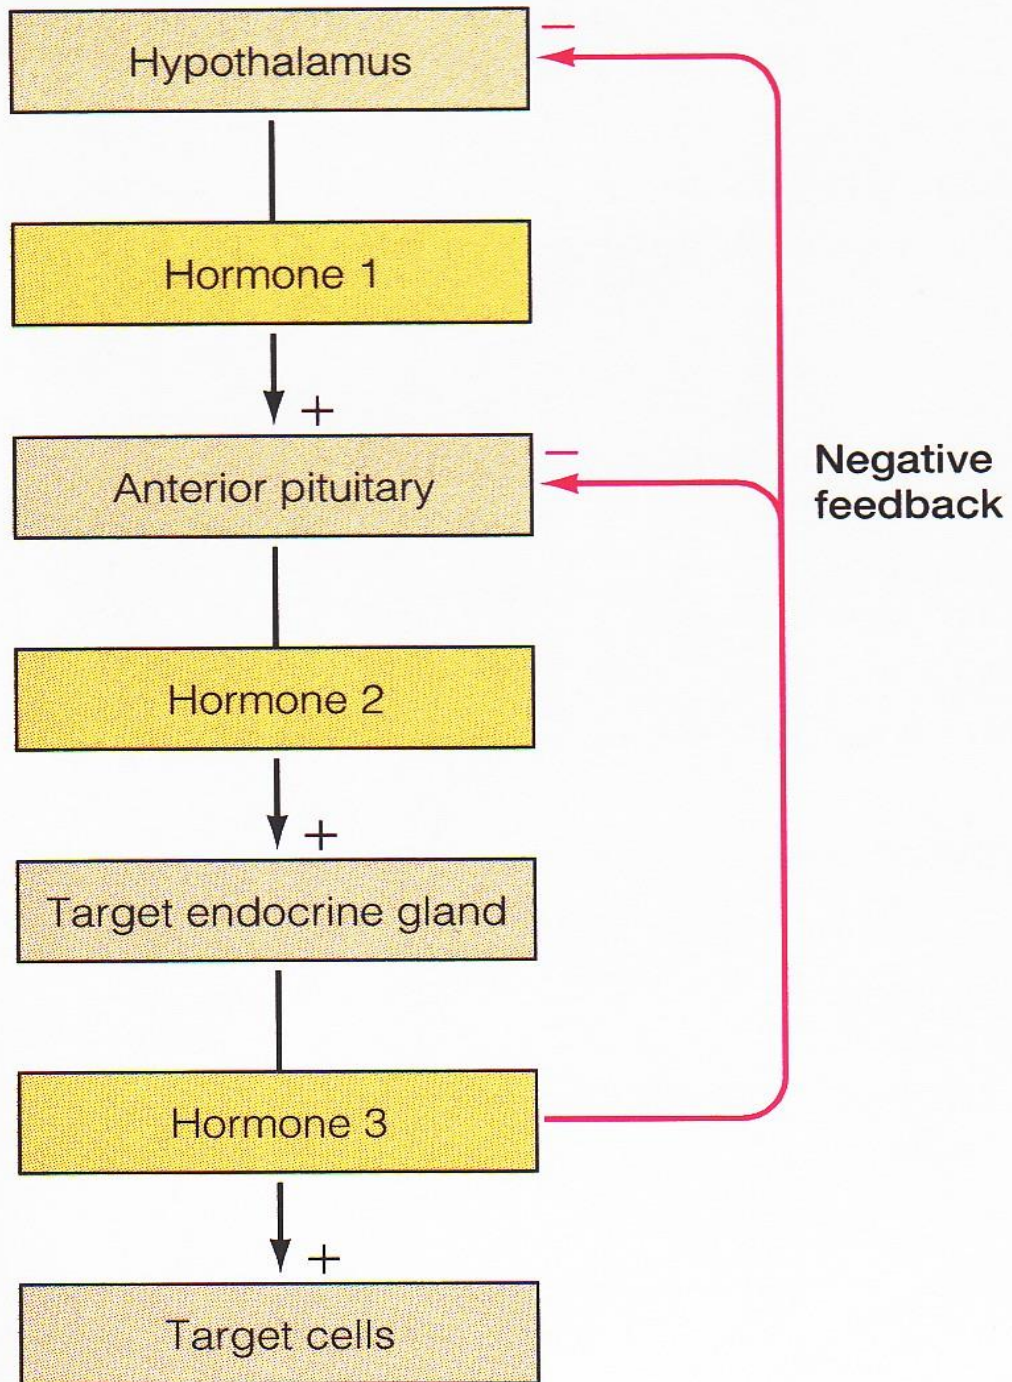 Hypothalamus
−
Hormone 1
+
Anterior pituitary
−
Negative
feedback
Hormone 2
+
Target endocrine gland
Hormone 3
+
Target cells